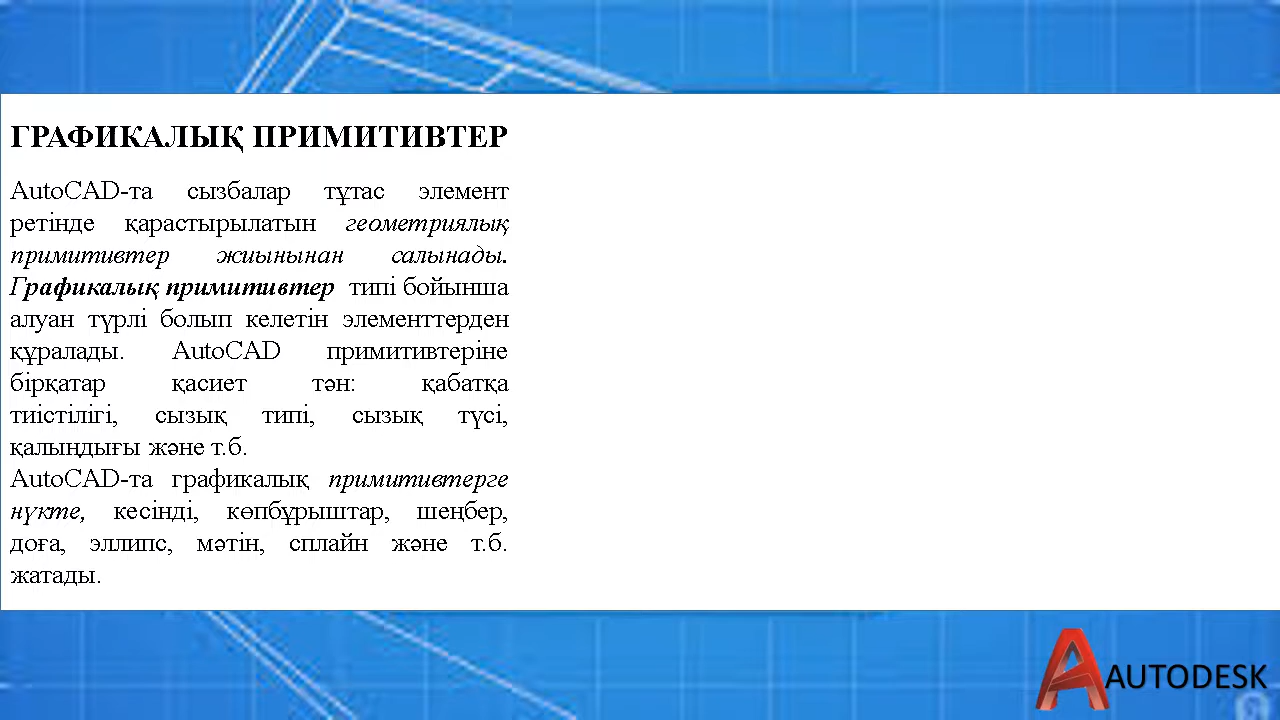 ГРАФИКАЛЫҚ ПРИМИТИВТЕР
AutoCAD-та сызбалар тұтас элемент
ретінде қарастырылатын геометриялық
примитивтер жиынынан салынады.
Графикалық примитивтер типі бойынша
алуан түрлі болып келетін элементтерден
құралады. AutoCAD примитивтеріне
бірқатар қасиет тән: қабатқа
тиістілігі, сызық типі, сызық түсі,
қалыңдығы және т.б.
AutoCAD-та графикалық примитивтерге
нүкте, кесінді, көпбұрыштар, шеңбер,
доға, эллипс, мәтін, сплайн және т.б.
жатады.
AUTODESK